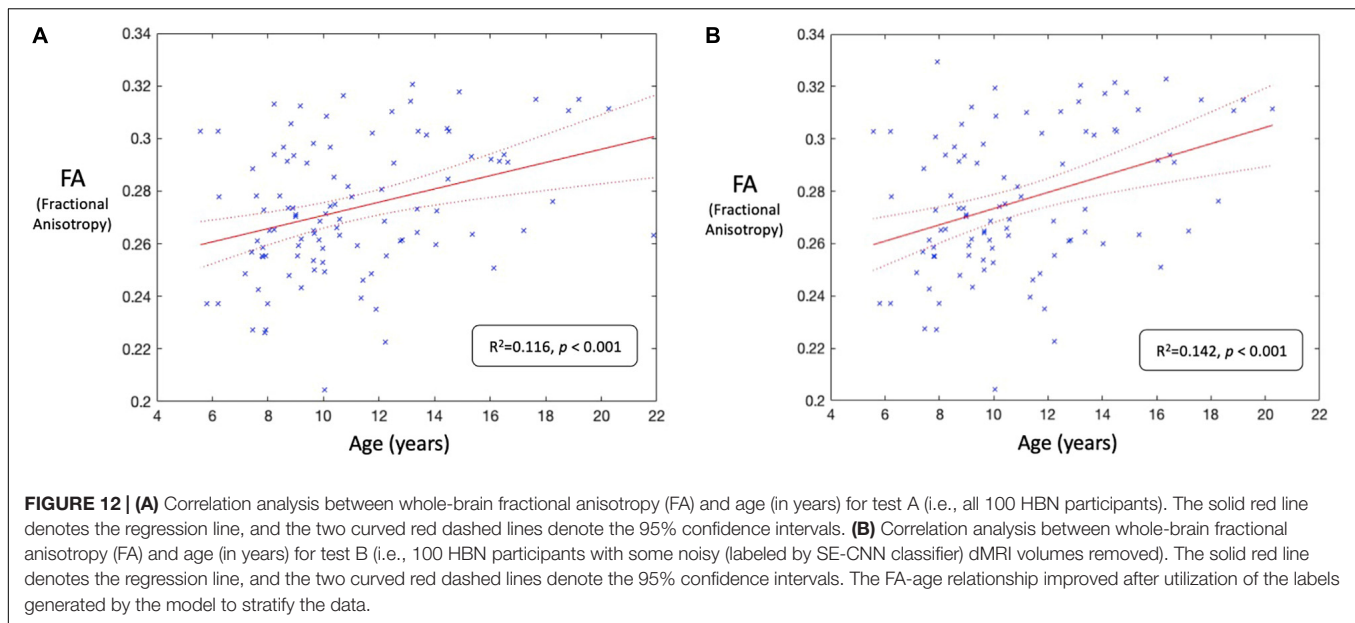 A
0.34
0.32
0.3
0.28
0.26
0.24
0.22
0.2
FA
(Fractional
Anisotropy)
R²=0.116, p < 0.001
4 6 8 10 12 14 16 18 20 22
Age (years)
B
0.34
0.32
0.3
0.28
0.26
0.24
0.22
0.2
FA
(Fractional
Anisotropy)
R²=0.142, p < 0.001
4 6 8 10 12 14 16 18 20 22
Age (years)
FIGURE 12 | (A) Correlation analysis between whole-brain fractional anisotropy (FA) and age (in years) for test A (i.e., all 100 HBN participants). The solid red line
denotes the regression line, and the two curved red dashed lines denote the 95% confidence intervals. (B) Correlation analysis between whole-brain fractional
anisotropy (FA) and age (in years) for test B (i.e., 100 HBN participants with some noisy (labeled by SE-CNN classifier) dMRI volumes removed). The solid red line
denotes the regression line, and the two curved red dashed lines denote the 95% confidence intervals. The FA-age relationship improved after utilization of the labels
generated by the model to stratify the data.